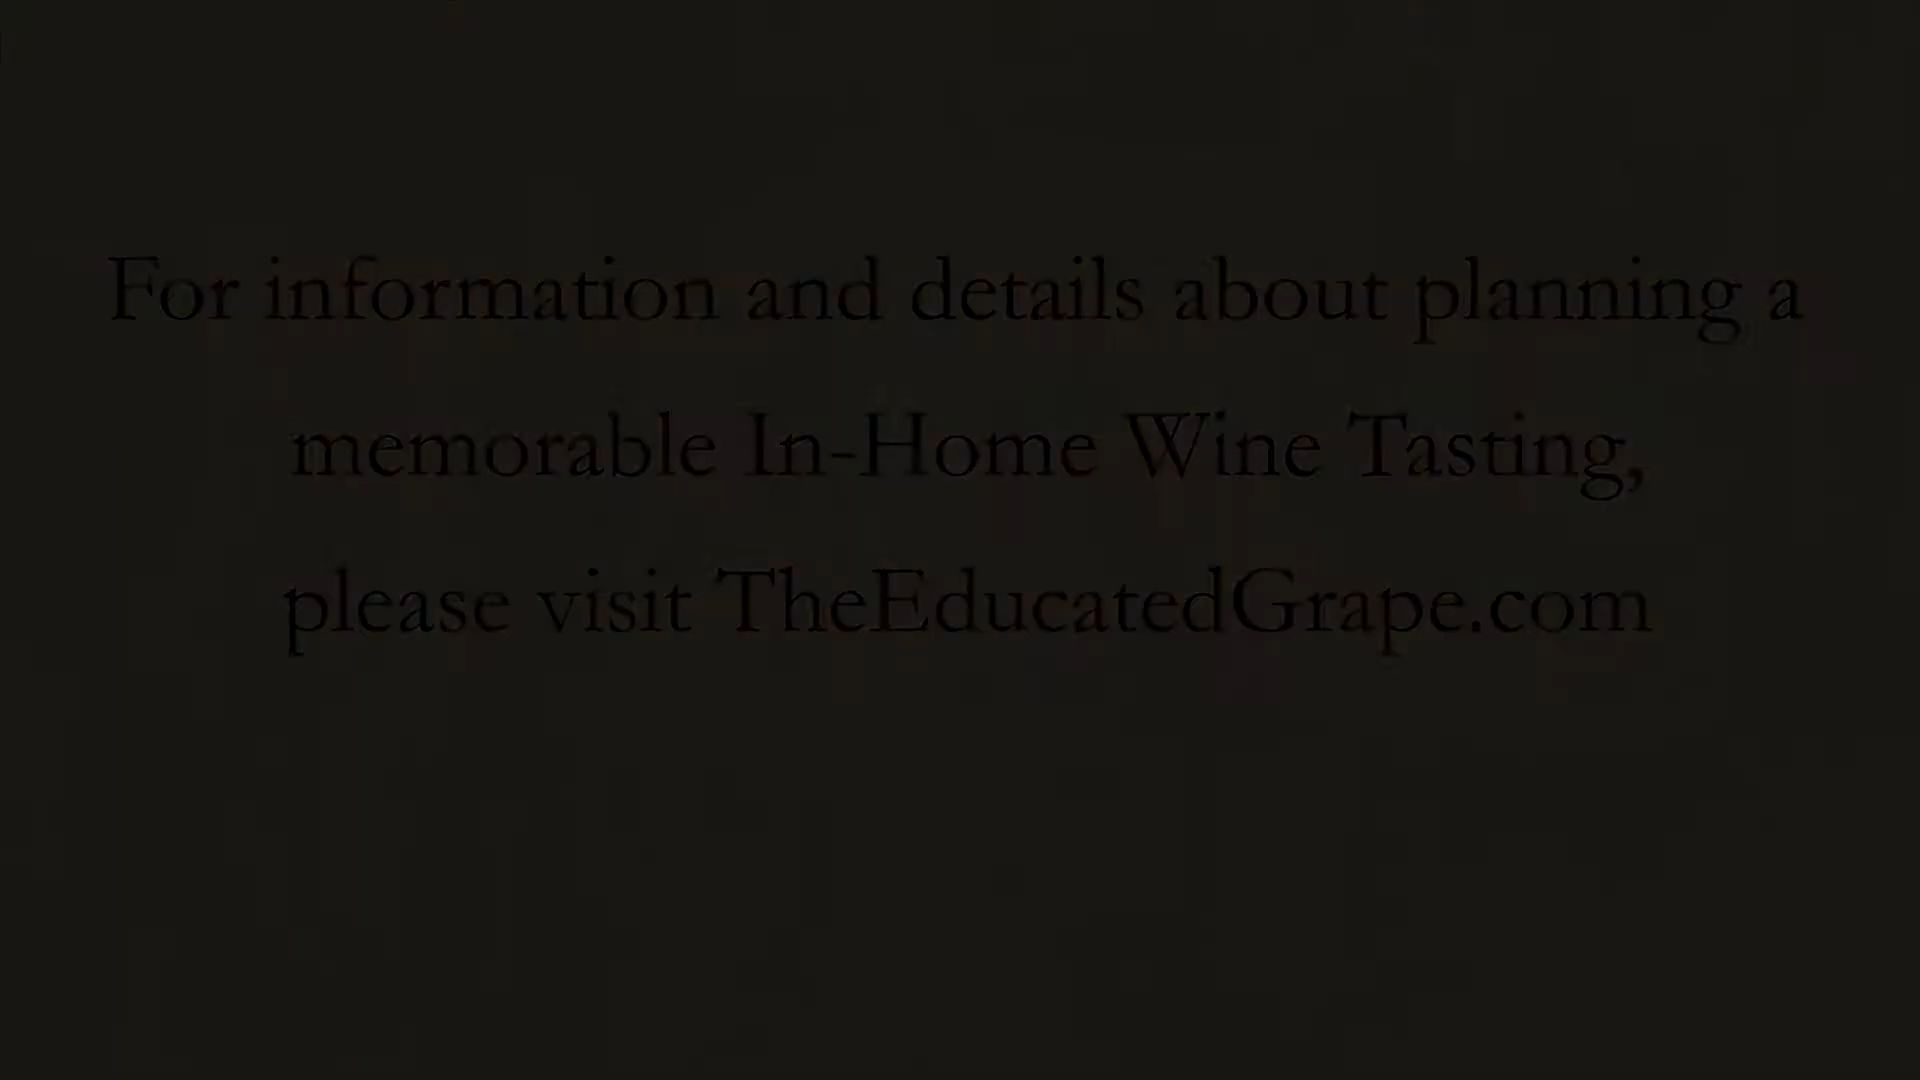 For information and details about planning a
memorable In-Home Wine Tasting,
please visit TheEducatedGrape.com